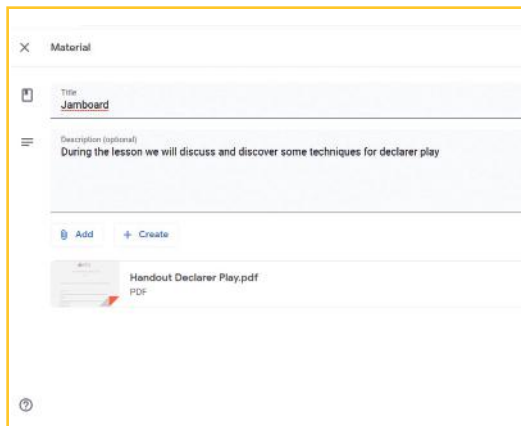 Material
Title
Jamboard
Description (optional)
During the lesson we will discuss and discover some techniques for declarer play
Add
+ Create
Handout Declarer Play.pdf
PDF